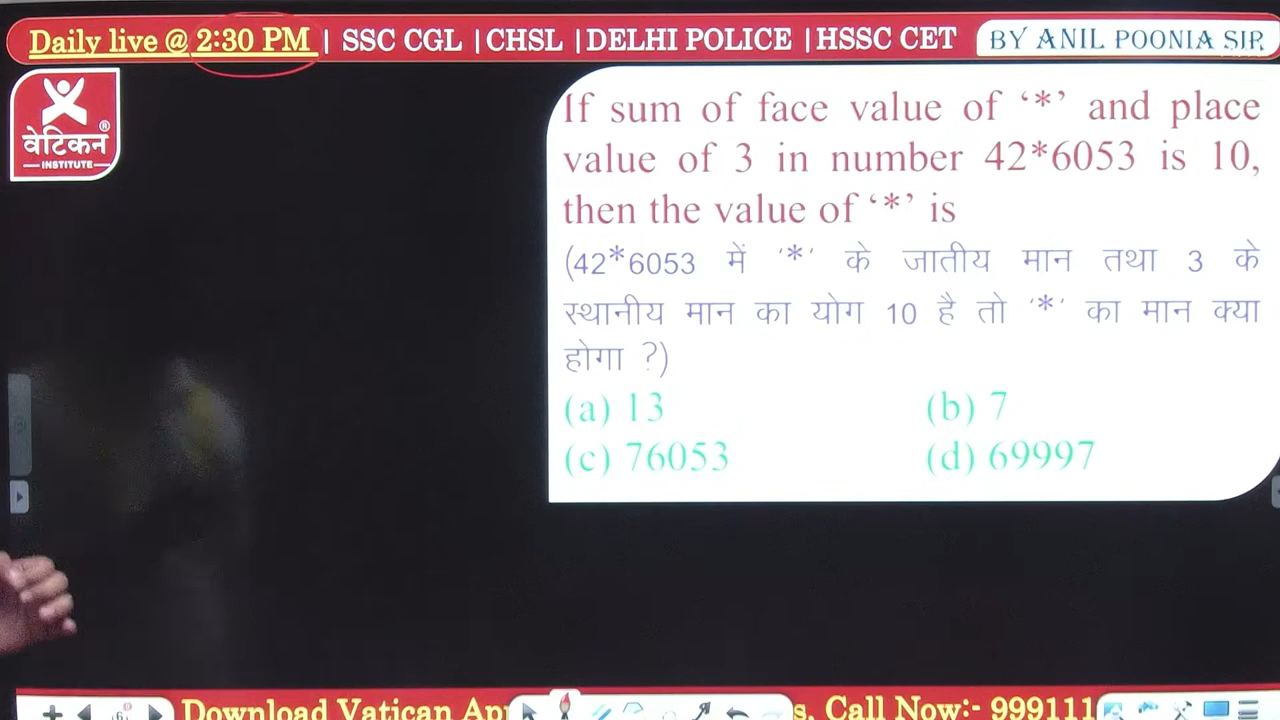 Daily live @ 2:30 PM | SSC CGL |CHSL |DELHI POLICE |HSSC CET BY ANIL POONIA SIR
वेटिकन ®
INSTITUTE
If sum of face value of ‘*’ and place
value of 3 in number 42*6053 is 10,
then the value of ‘*’ is
(42*6053 में '*' के जातीय मान तथा 3 के
स्थानीय मान का योग 10 है तो '*' का मान क्या
होगा ?)
(a) 13 (b) 7
(c) 76053 (d) 69997
Download Vatican App s, Call Now:- 999111